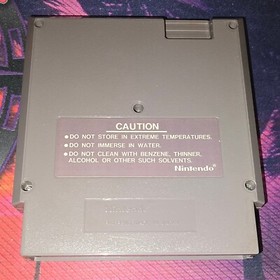 CAUTION
•DO NOT STORE IN EXTREME TEMPERATURES.
•DO NOT IMMERSE IN WATER.
•DO NOT CLEAN WITH BENZENE, THINNER,
ALCOHOL OR OTHER SUCH SOLVENTS.
Nintendo®